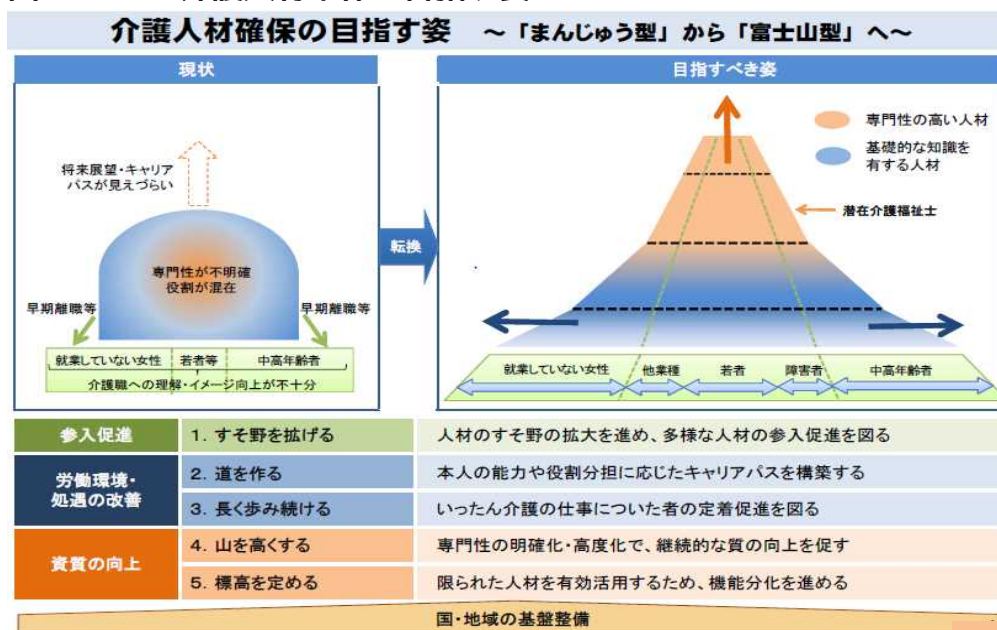 介護人材確保の目指す姿 ～「まんじゅう型」から「富士山型」へ～
現状
将来展望・キャリア
パスが見えづらい
専門性が不明確
役割が混在
早期離職等
早期離職等
就業していない女性 若者等 中高年齢者
介護職への理解・イメージ向上が不十分
転換
目指すべき姿
専門性の高い人材
基礎的な知識を
有する人材
潜在介護福祉士
就業していない女性 他業種 若者 障害者 中高年齢者
参入促進 1. すそ野を拡げる 人材のすそ野の拡大を進め、多様な人材の参入促進を図る
労働環境・
処遇の改善
2. 道を作る 本人の能力や役割分担に応じたキャリアパスを構築する
3. 長く歩み続ける いったん介護の仕事についた者の定着促進を図る
資質の向上
4. 山を高くする 専門性の明確化・高度化で、継続的な質の向上を促す
5. 標高を定める 限られた人材を有効活用するため、機能分化を進める
国・地域の基盤整備